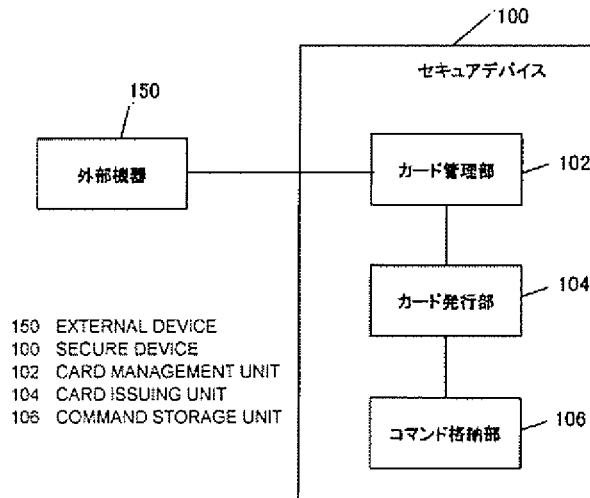 100
セキュアデバイス
150
外部機器
カード管理部
102
カード発行部
104
コマンド格納部
106
150 EXTERNAL DEVICE
100 SECURE DEVICE
102 CARD MANAGEMENT UNIT
104 CARD ISSUING UNIT
106 COMMAND STORAGE UNIT